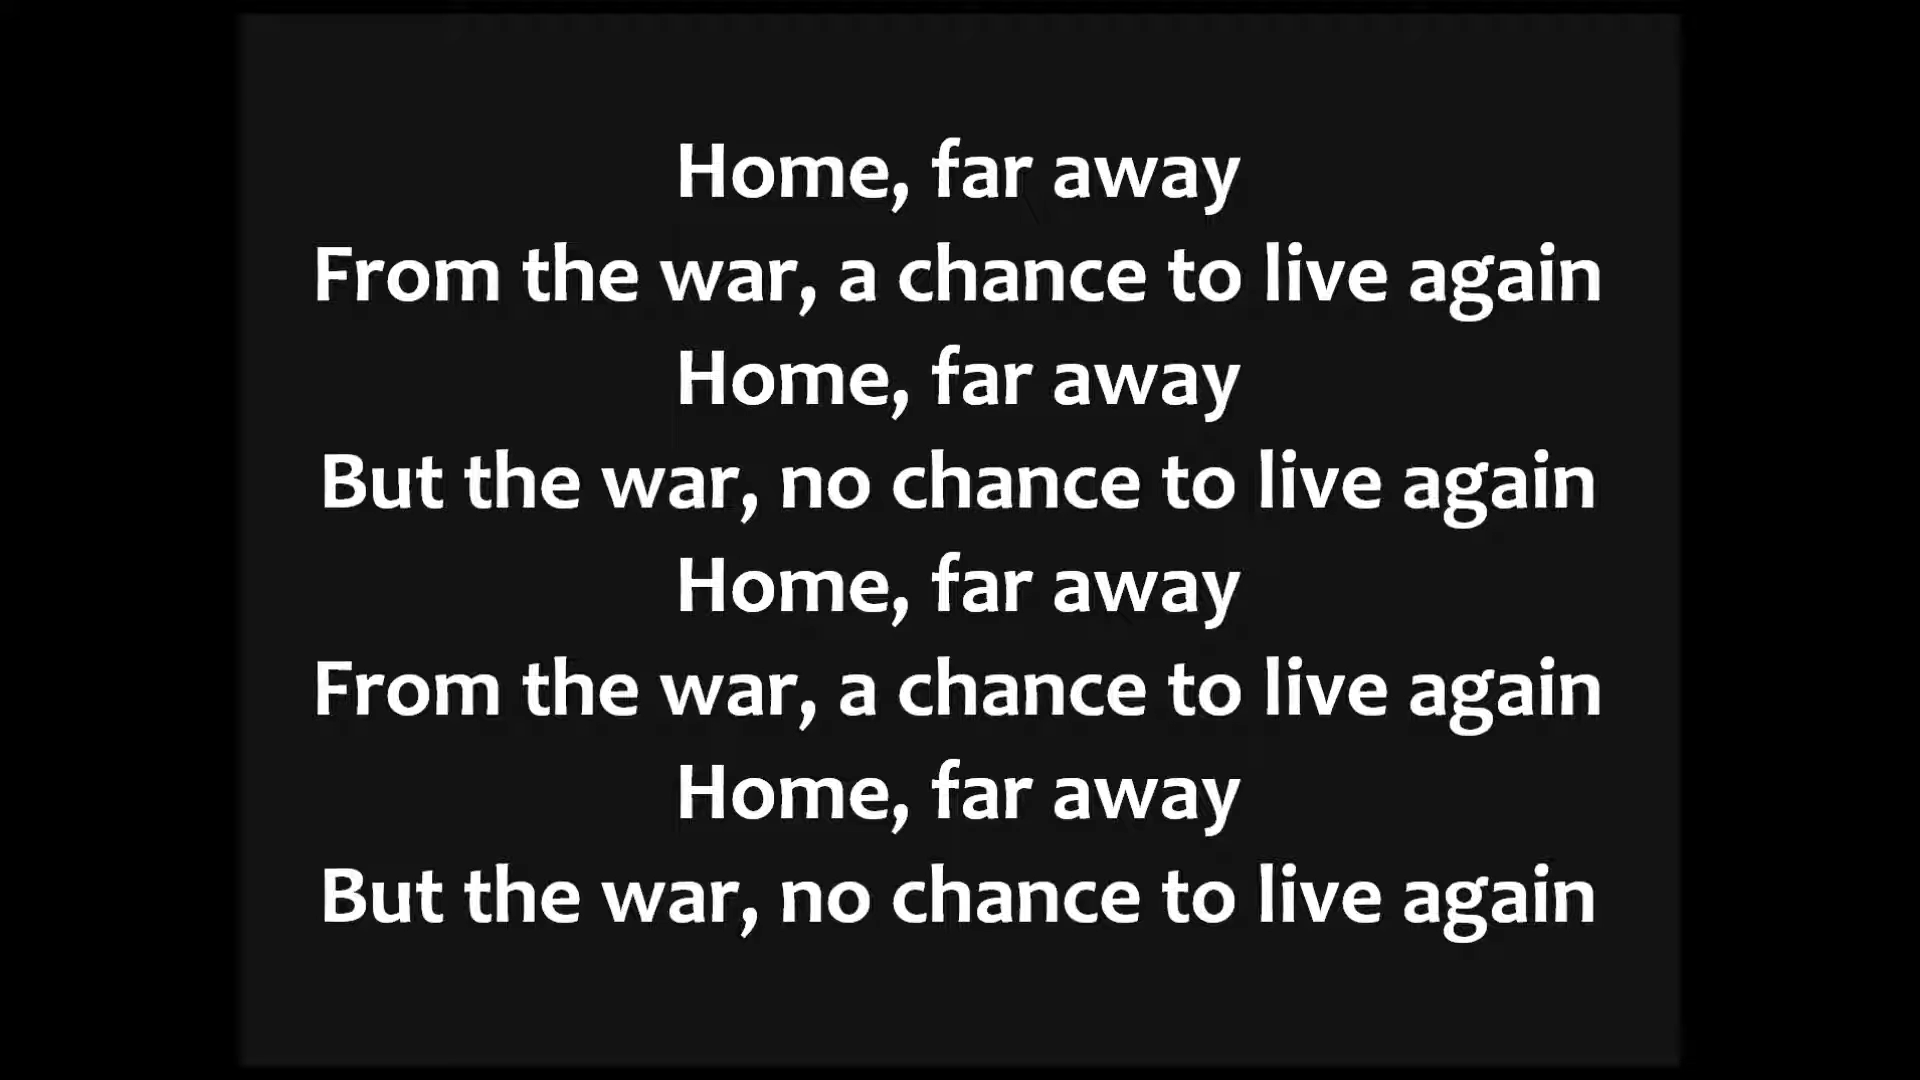 Home, far away
From the war, a chance to live again
Home, far away
But the war, no chance to live again
Home, far away
From the war, a chance to live again
Home, far away
But the war, no chance to live again